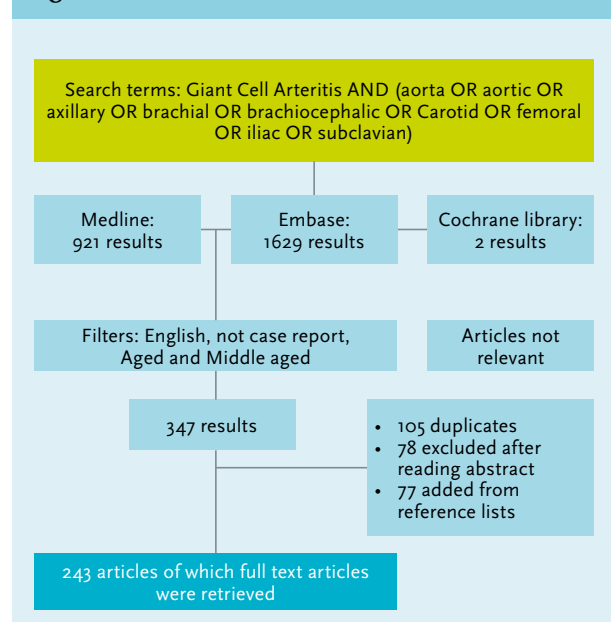 Search terms: Giant Cell Arteritis AND (aorta OR aortic OR
axillary OR brachial OR brachiocephalic OR Carotid OR femoral
OR iliac OR subclavian)
Medline:
921 results
Embase:
1629 results
Cochrane library:
2 results
Filters: English, not case report,
Aged and Middle aged
Articles not
relevant
347 results
• 105 duplicates
• 78 excluded after
reading abstract
• 77 added from
reference lists
243 articles of which full text articles
were retrieved